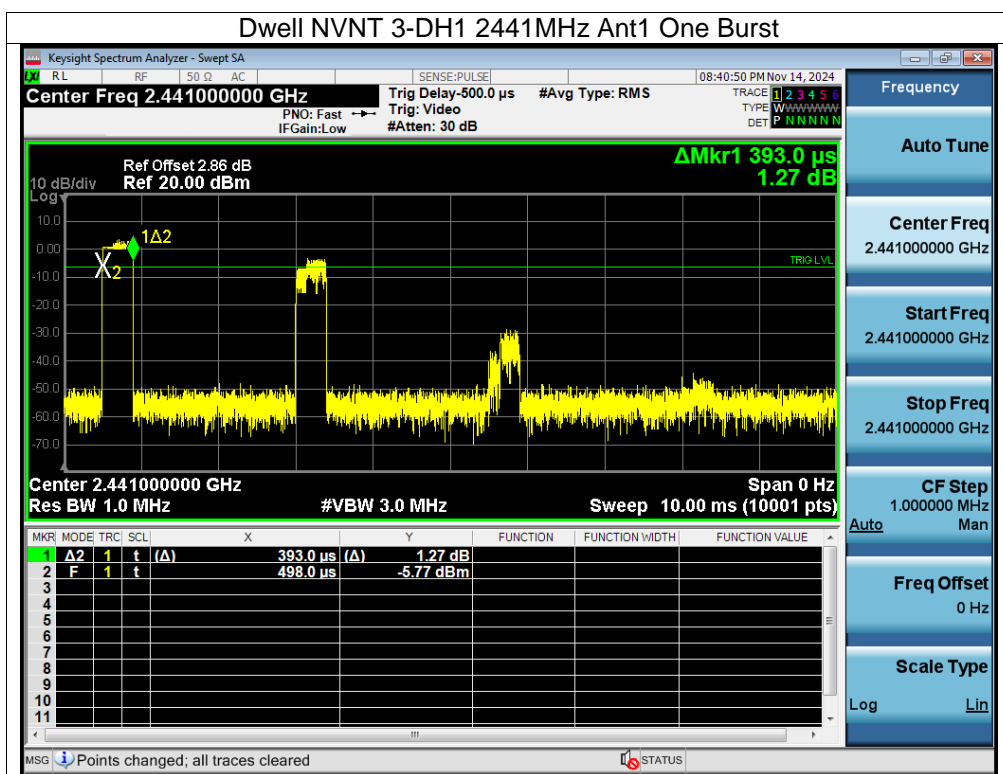 Dwell NVNT 3-DH1 2441MHz Ant1 One Burst
Keysight Spectrum Analyzer - Swept SA
LXI RL RF 50 Ω AC SENSE:PULSE 08:40:50 PM Nov 14, 2024
Center Freq 2.441000000 GHz Trig Delay-500.0 µs #Avg Type: RMS TRACE 1 2 3 4 5 6
PNO: Fast Trig: Video TYPE WWWWWWW
IFGain:Low #Atten: 30 dB DET P N N N N N
Frequency
Auto Tune
Center Freq
2.441000000 GHz
Start Freq
2.441000000 GHz
Stop Freq
2.441000000 GHz
CF Step
1.000000 MHz
Auto Man
Freq Offset
0 Hz
Scale Type
Log Lin
ΔMkr1 393.0 µs
1.27 dB
Ref Offset 2.86 dB
10 dB/div Ref 20.00 dBm
Log
10.0
0.00
-10.0
-20.0
-30.0
-40.0
-50.0
-60.0
-70.0
1Δ2
X2
TRIG LVL
Center 2.441000000 GHz Span 0 Hz
Res BW 1.0 MHz #VBW 3.0 MHz Sweep 10.00 ms (10001 pts)
MKR MODE TRC SCL X Y FUNCTION FUNCTION WIDTH FUNCTION VALUE
1 Δ2 1 t (Δ) 393.0 µs (Δ) 1.27 dB
2 F 1 t 498.0 µs -5.77 dBm
3
4
5
6
7
8
9
10
11
MSG Points changed; all traces cleared STATUS